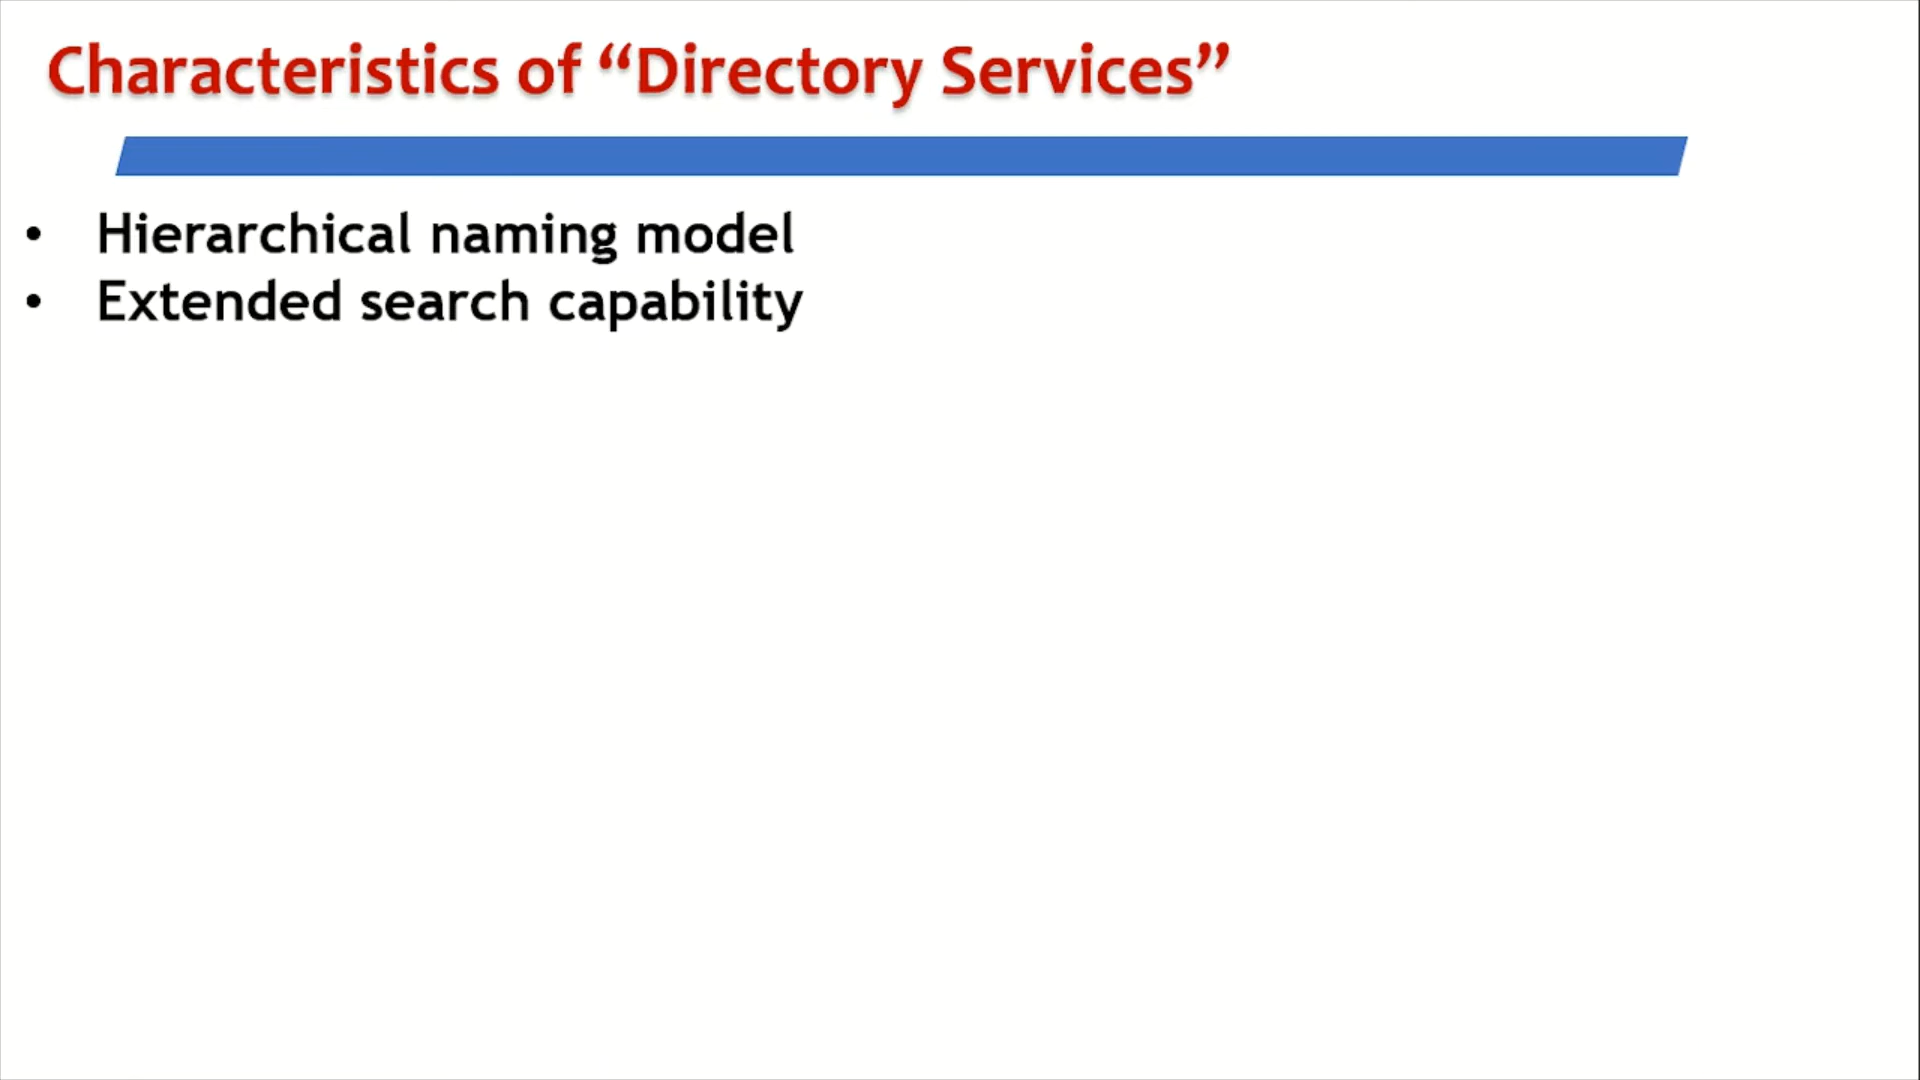 Characteristics of “Directory Services”
• Hierarchical naming model
• Extended search capability